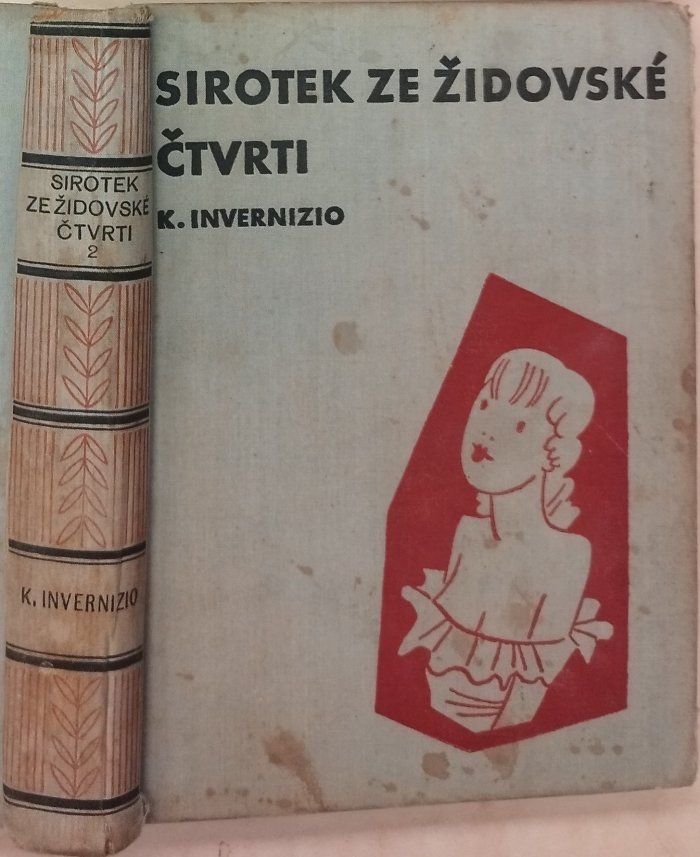 SIROTEK
ZE ŽIDOVSKÉ
ČTVRTI
2
K. INVERNIZIO
SIROTEK ZE ŽIDOVSKÉ
ČTVRTI
K. INVERNIZIO